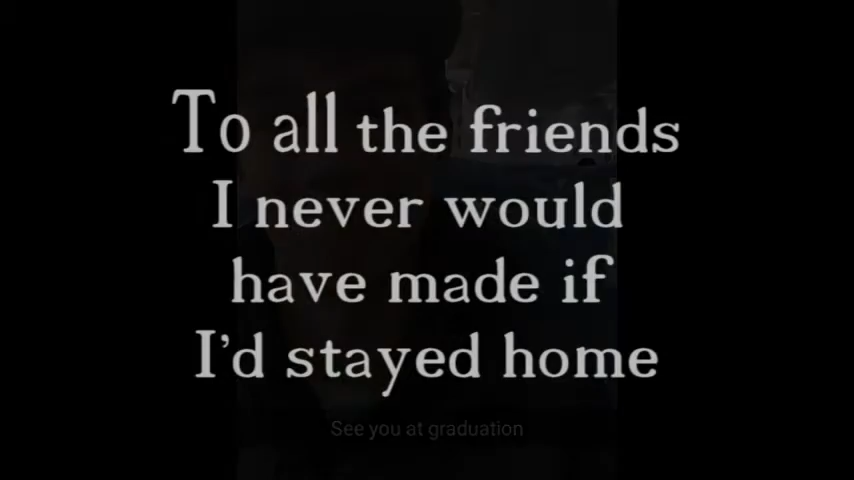 To all the friends
I never would
have made if
I'd stayed home
See you at graduation